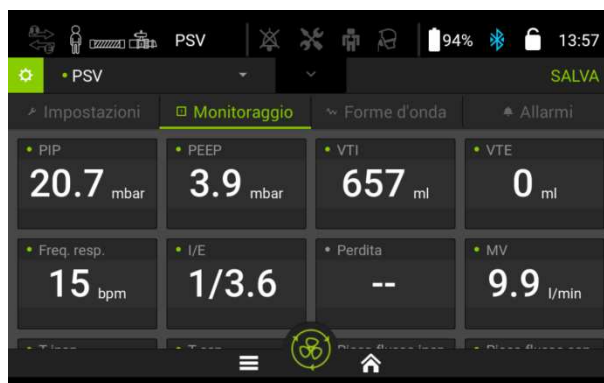 PSV 94% 13:57
PSV SALVA
Impostazioni Monitoraggio Forme d'onda Allarmi
PIP PEEP VTI VTE
20.7 mbar 3.9 mbar 657 ml 0 ml
Freq. resp. I/E Perdita MV
15 bpm 1/3.6 -- 9.9 l/min